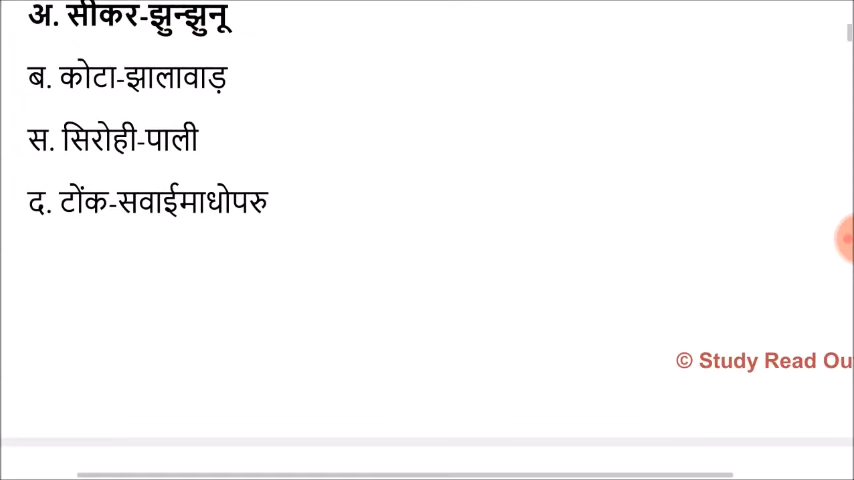 अ. सीकर-झुन्झुनू
ब. कोटा-झालावाड़
स. सिरोही-पाली
द. टोंक-सवाईमाधोपरु
© Study Read Ou